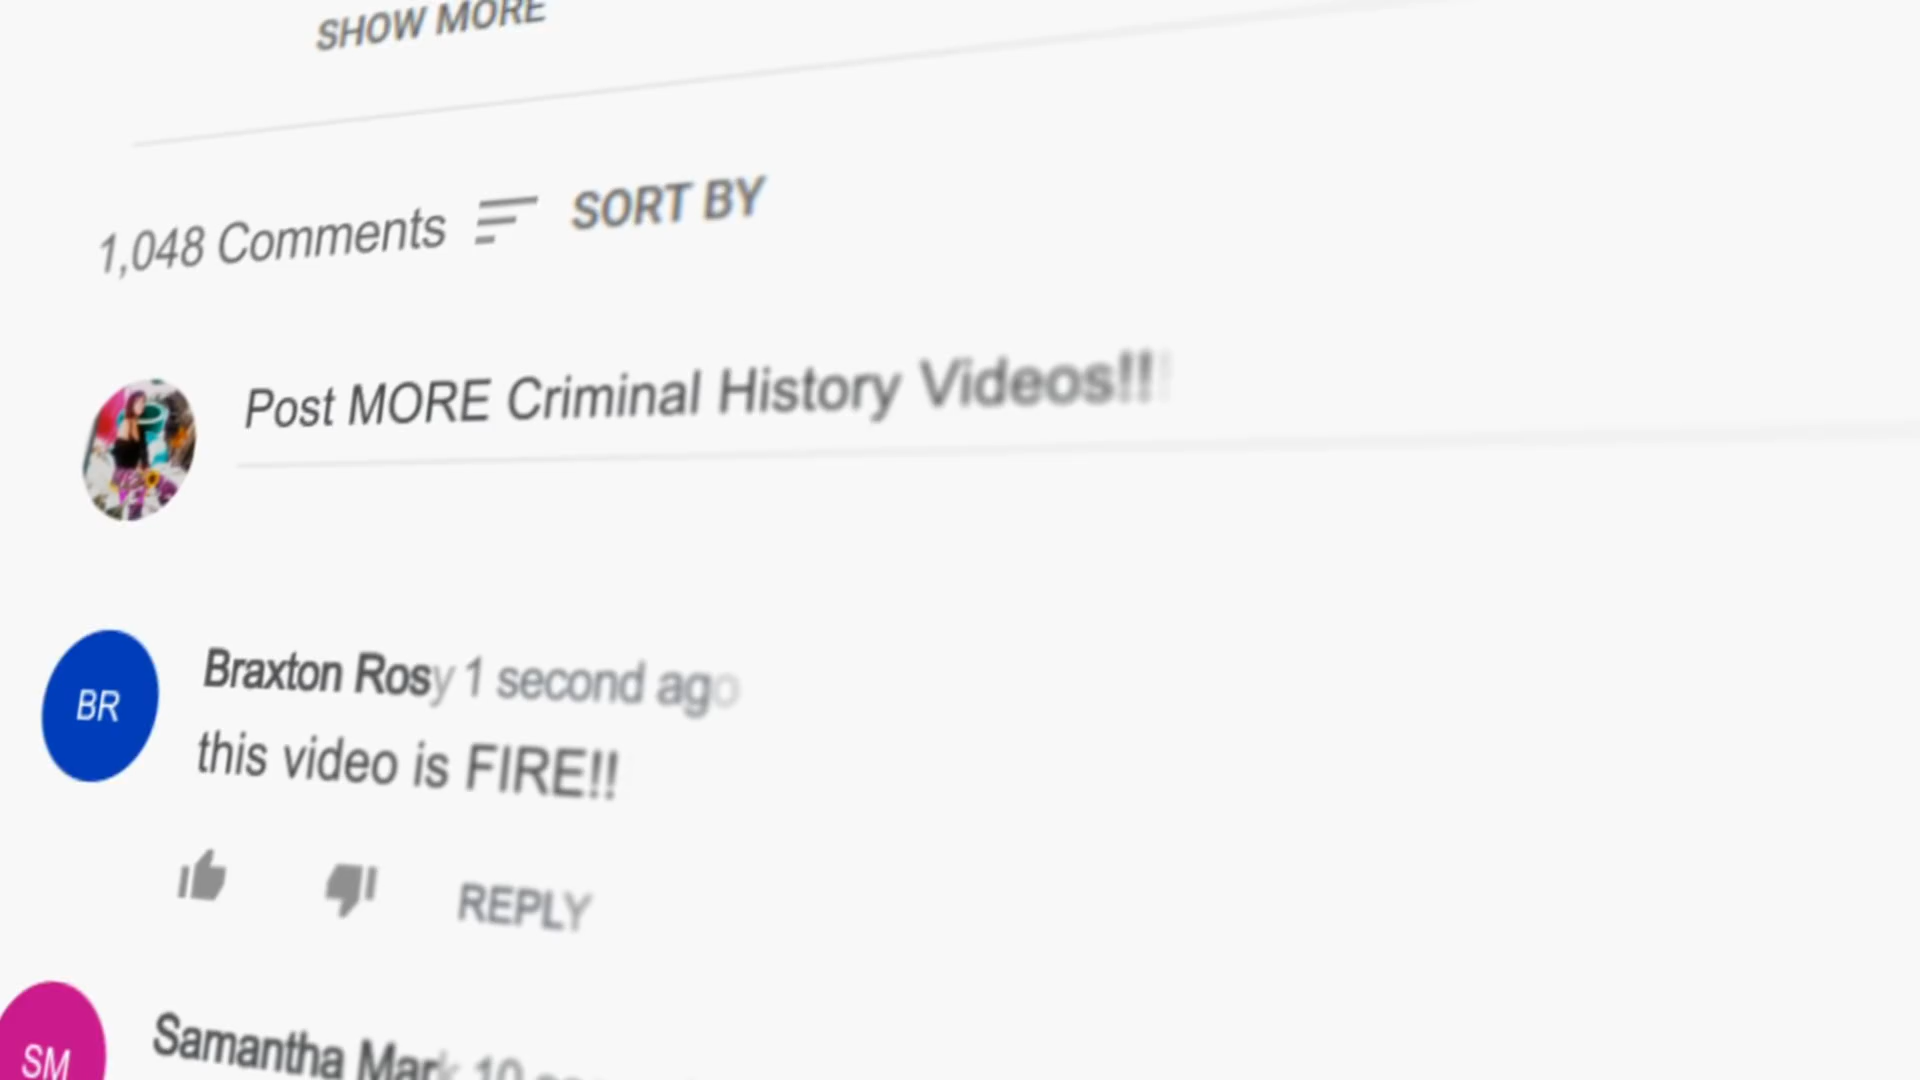 SHOW MORE
1,048 Comments SORT BY
Post MORE Criminal History Videos!!!
BR
Braxton Rosy 1 second ago
this video is FIRE!!
REPLY
SM
Samantha Mark 10